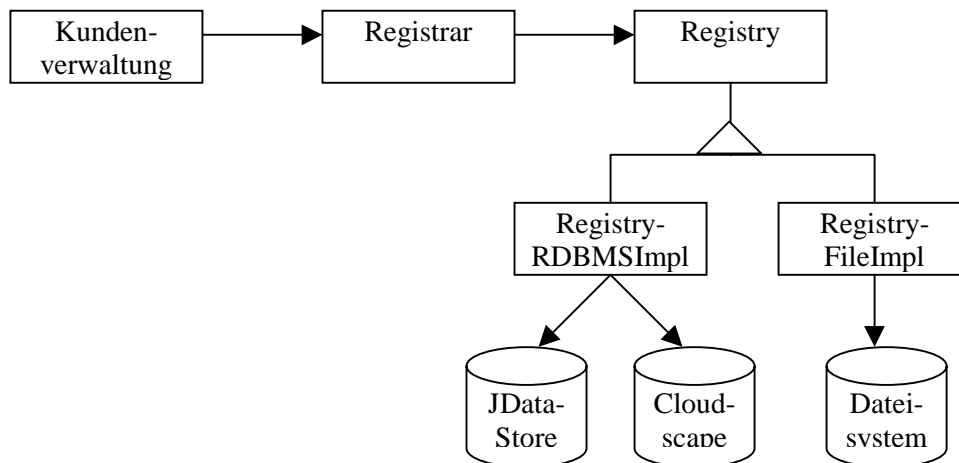 Kunden-
verwaltung
Registrar
Registry
Registry-
RDBMSImpl
Registry-
FileImpl
JData-
Store
Cloud-
scape
Datei-
system